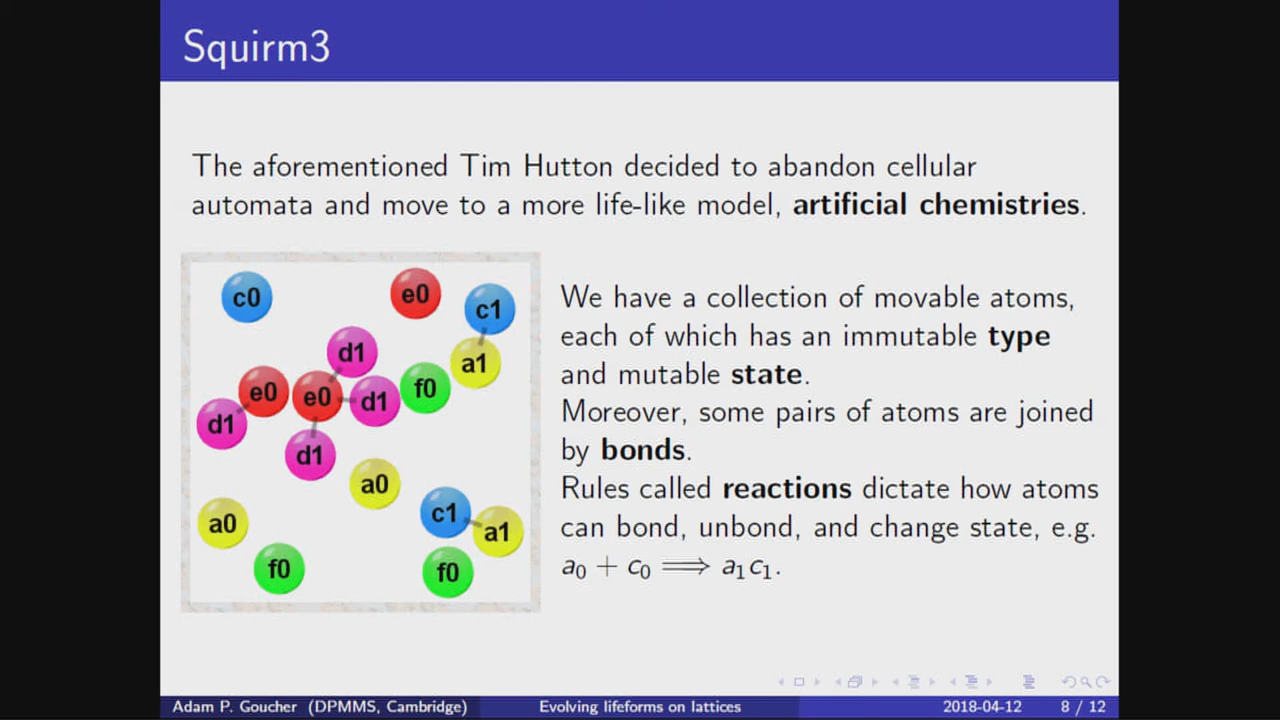 Squirm3
The aforementioned Tim Hutton decided to abandon cellular
automata and move to a more life-like model, artificial chemistries.
c0
e0
c1
d1
a1
e0
e0
d1
f0
d1
d1
a0
c1
a0
a1
f0
f0
We have a collection of movable atoms,
each of which has an immutable type
and mutable state.
Moreover, some pairs of atoms are joined
by bonds.
Rules called reactions dictate how atoms
can bond, unbond, and change state, e.g.
a₀ + c₀ ⟹ a₁c₁.
Adam P. Goucher (DPMMS, Cambridge) Evolving lifeforms on lattices 2018-04-12 8 / 12